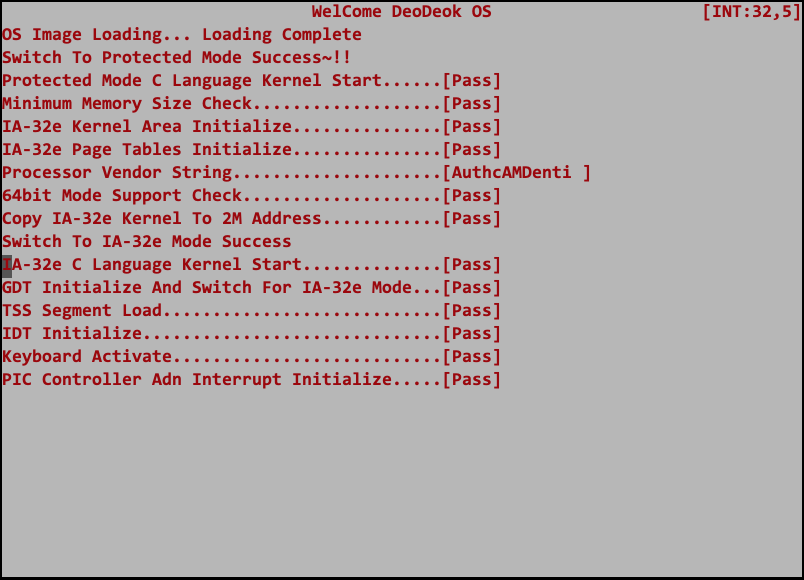 WelCome DeoDeok OS [INT:32,5]
OS Image Loading... Loading Complete
Switch To Protected Mode Success~!!
Protected Mode C Language Kernel Start......[Pass]
Minimum Memory Size Check...................[Pass]
IA-32e Kernel Area Initialize...............[Pass]
IA-32e Page Tables Initialize...............[Pass]
Processor Vendor String.....................[AuthcAMDenti ]
64bit Mode Support Check....................[Pass]
Copy IA-32e Kernel To 2M Address............[Pass]
Switch To IA-32e Mode Success
IA-32e C Language Kernel Start..............[Pass]
GDT Initialize And Switch For IA-32e Mode...[Pass]
TSS Segment Load............................[Pass]
IDT Initialize..............................[Pass]
Keyboard Activate...........................[Pass]
PIC Controller Adn Interrupt Initialize.....[Pass]